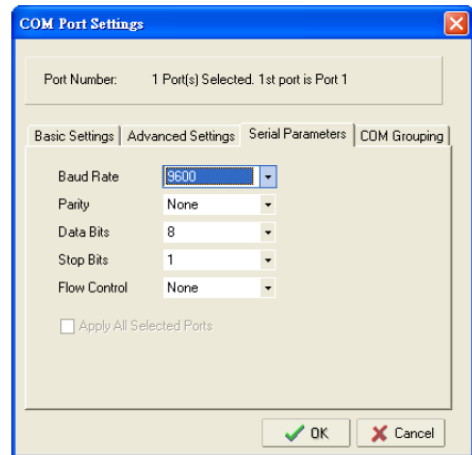 COM Port Settings
Port Number: 1 Port(s) Selected. 1st port is Port 1
Basic Settings Advanced Settings Serial Parameters COM Grouping
Baud Rate 9600
Parity None
Data Bits 8
Stop Bits 1
Flow Control None
Apply All Selected Ports
OK Cancel